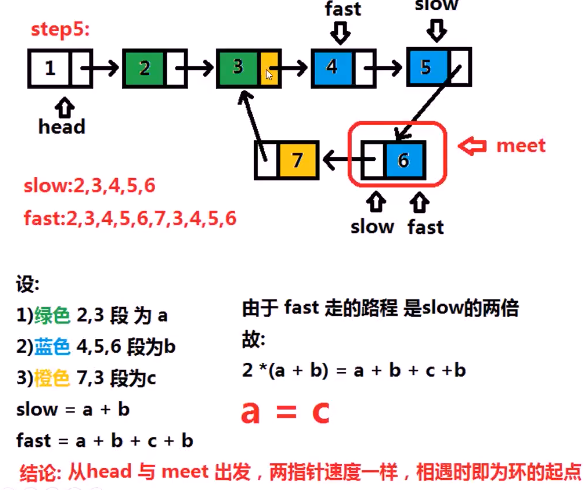 step5:
fast
slow
1
2
3
4
5
head
7
6
meet
slow:2,3,4,5,6
fast:2,3,4,5,6,7,3,4,5,6
slow
fast
设:
1)绿色 2,3 段 为 a
2)蓝色 4,5,6 段为b
3)橙色 7,3 段为c
slow = a + b
fast = a + b + c + b
由于 fast 走的路程 是slow的两倍
故:
2 *(a + b) = a + b + c +b
a = c
结论: 从head 与 meet 出发，两指针速度一样，相遇时即为环的起点